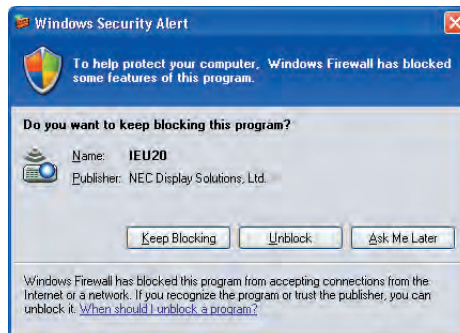 Windows Security Alert
To help protect your computer, Windows Firewall has blocked
some features of this program.
Do you want to keep blocking this program?
Name: IEU20
Publisher: NEC Display Solutions, Ltd.
Keep Blocking Unblock Ask Me Later
Windows Firewall has blocked this program from accepting connections from the
Internet or a network. If you recognize the program or trust the publisher, you can
unblock it. When should I unblock a program?